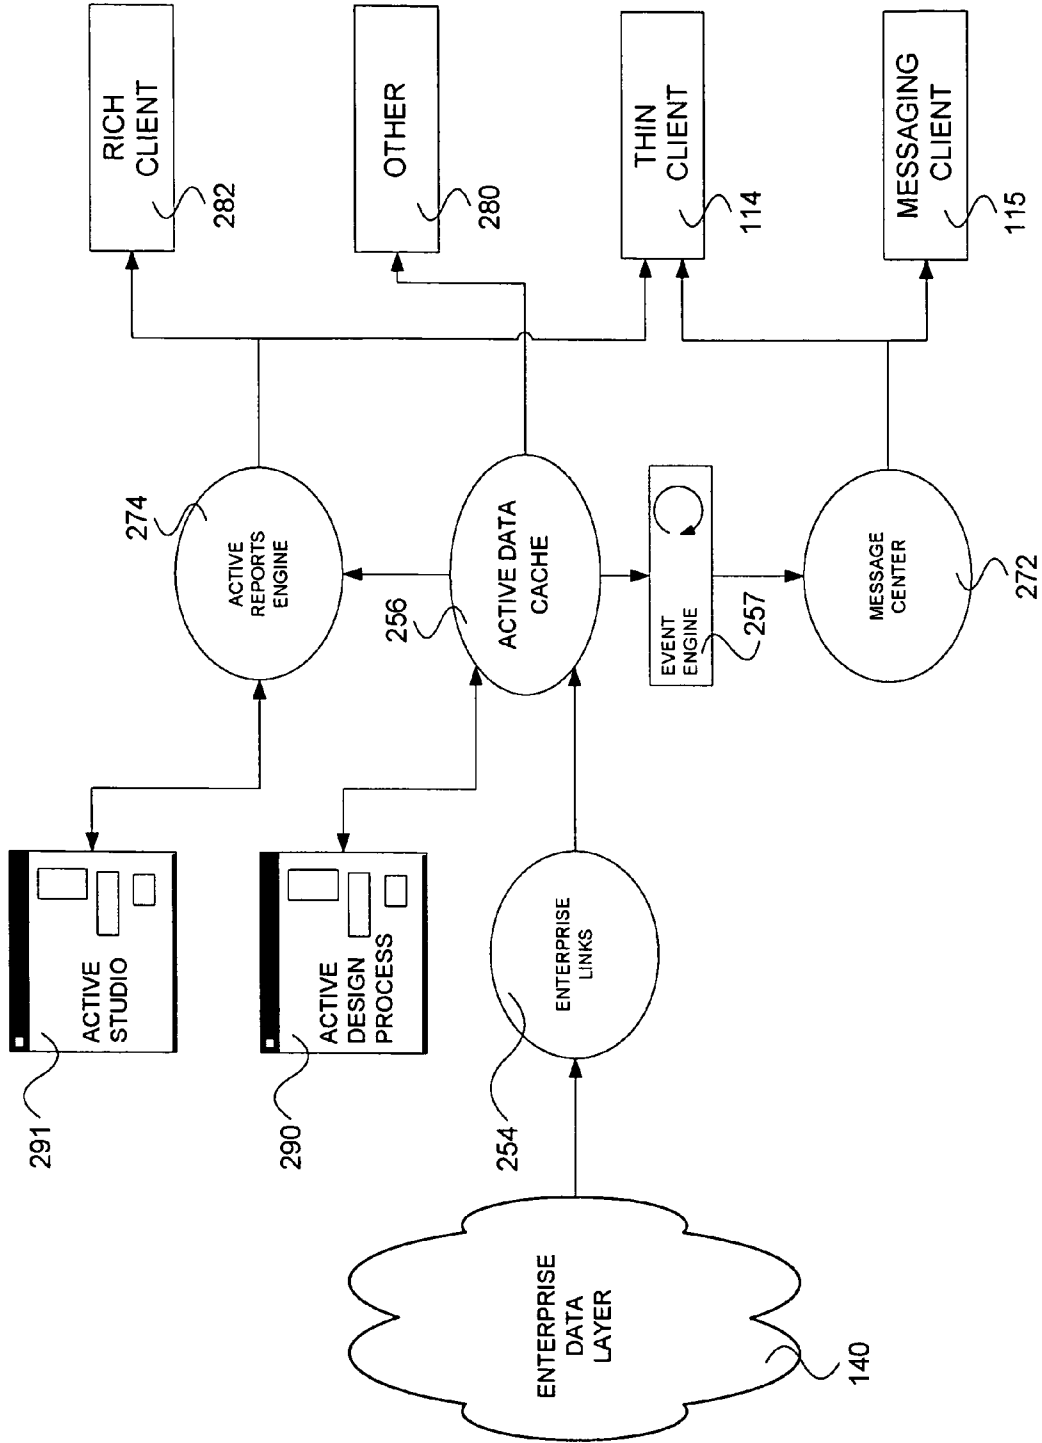 RICH
CLIENT
282
OTHER
280
THIN
CLIENT
114
MESSAGING
CLIENT
115
274
ACTIVE
REPORTS
ENGINE
256
ACTIVE DATA
CACHE
EVENT
ENGINE
257
MESSAGE
CENTER
272
ACTIVE
STUDIO
291
ACTIVE
DESIGN
PROCESS
290
ENTERPRISE
LINKS
254
ENTERPRISE
DATA
LAYER
140